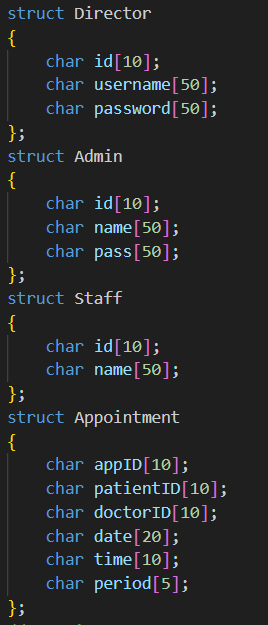 struct Director
{
    char id[10];
    char username[50];
    char password[50];
};
struct Admin
{
    char id[10];
    char name[50];
    char pass[50];
};
struct Staff
{
    char id[10];
    char name[50];
};
struct Appointment
{
    char appID[10];
    char patientID[10];
    char doctorID[10];
    char date[20];
    char time[10];
    char period[5];
};